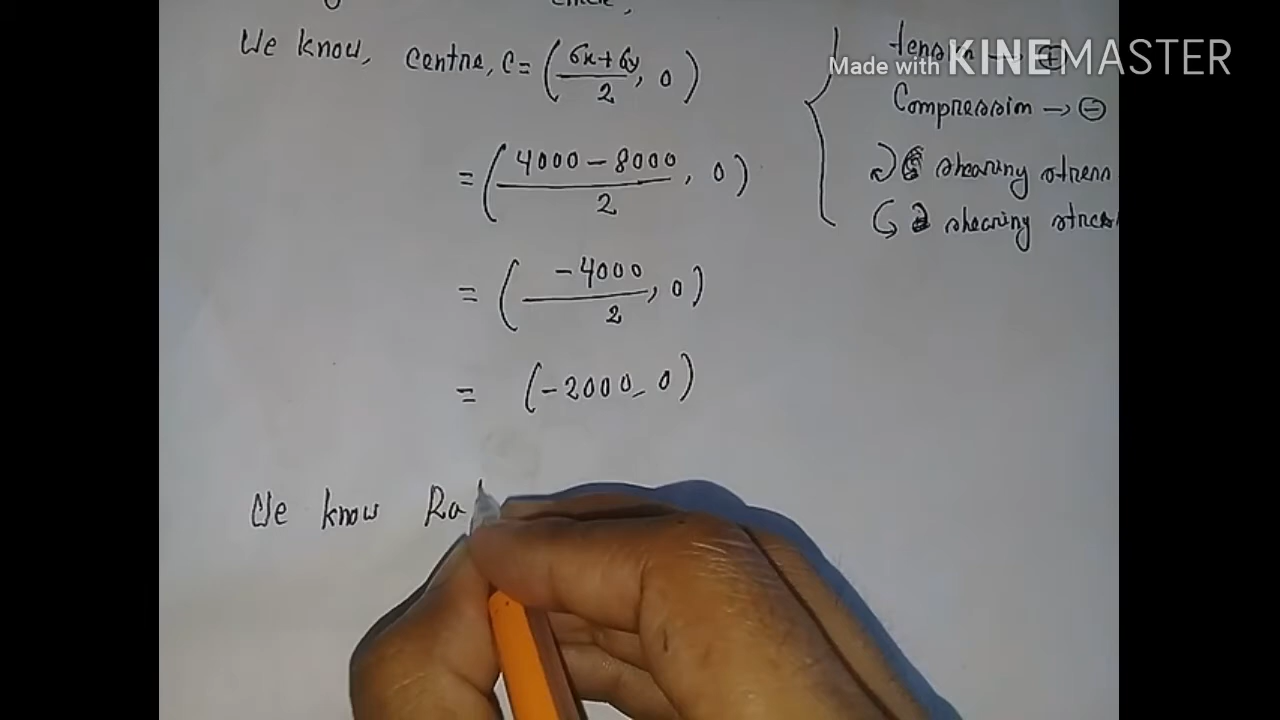 We know, centre, C = (σx + σy / 2, 0)
= (4000 - 8000 / 2, 0)
= (-4000 / 2, 0)
= (-2000, 0)
We know Ra
tension → ⊕
Compression → ⊖
shearing stress
shearing stress
Made with KINEMASTER